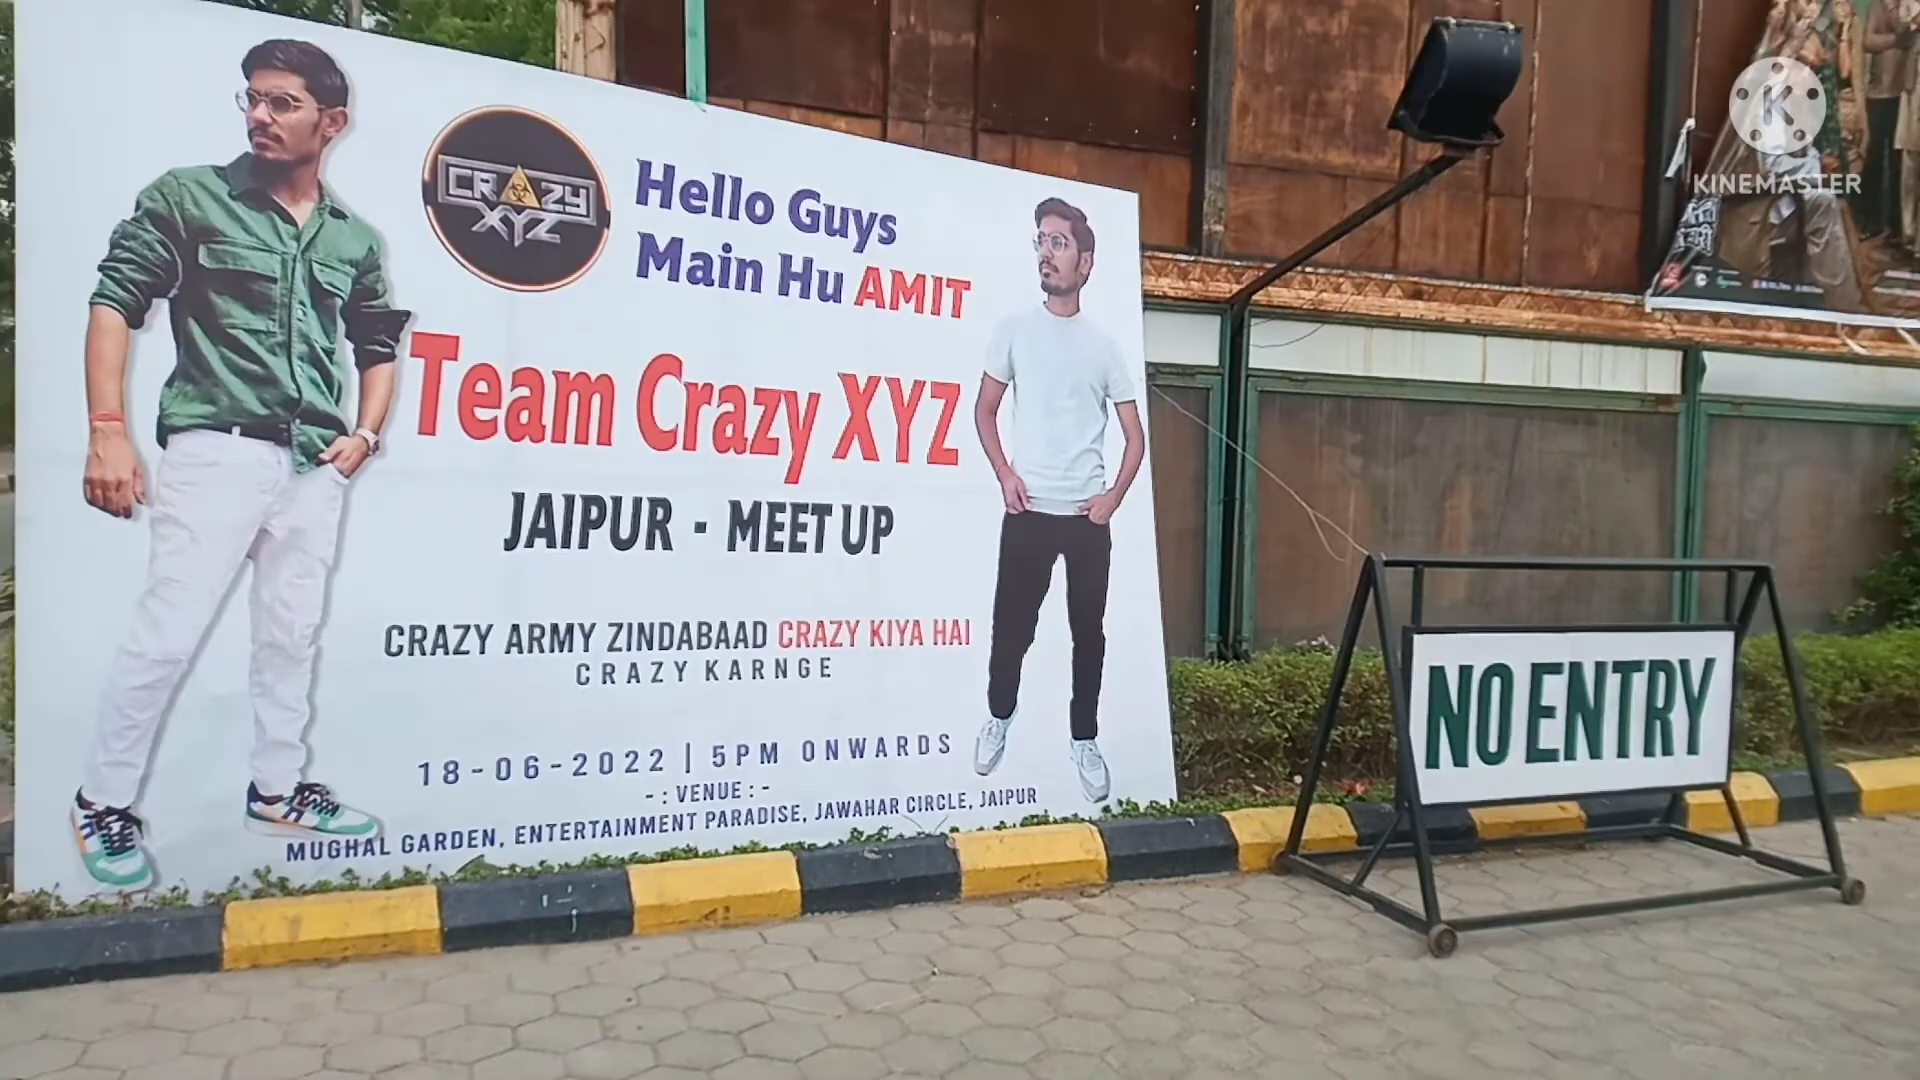 CRAZY
XYZ
Hello Guys
Main Hu AMIT
Team Crazy XYZ
JAIPUR - MEET UP
CRAZY ARMY ZINDABAAD CRAZY KIYA HAI
CRAZY KARNGE
18-06-2022 | 5PM ONWARDS
-: VENUE :-
MUGHAL GARDEN, ENTERTAINMENT PARADISE, JAWAHAR CIRCLE, JAIPUR
K
KINEMASTER
NO ENTRY